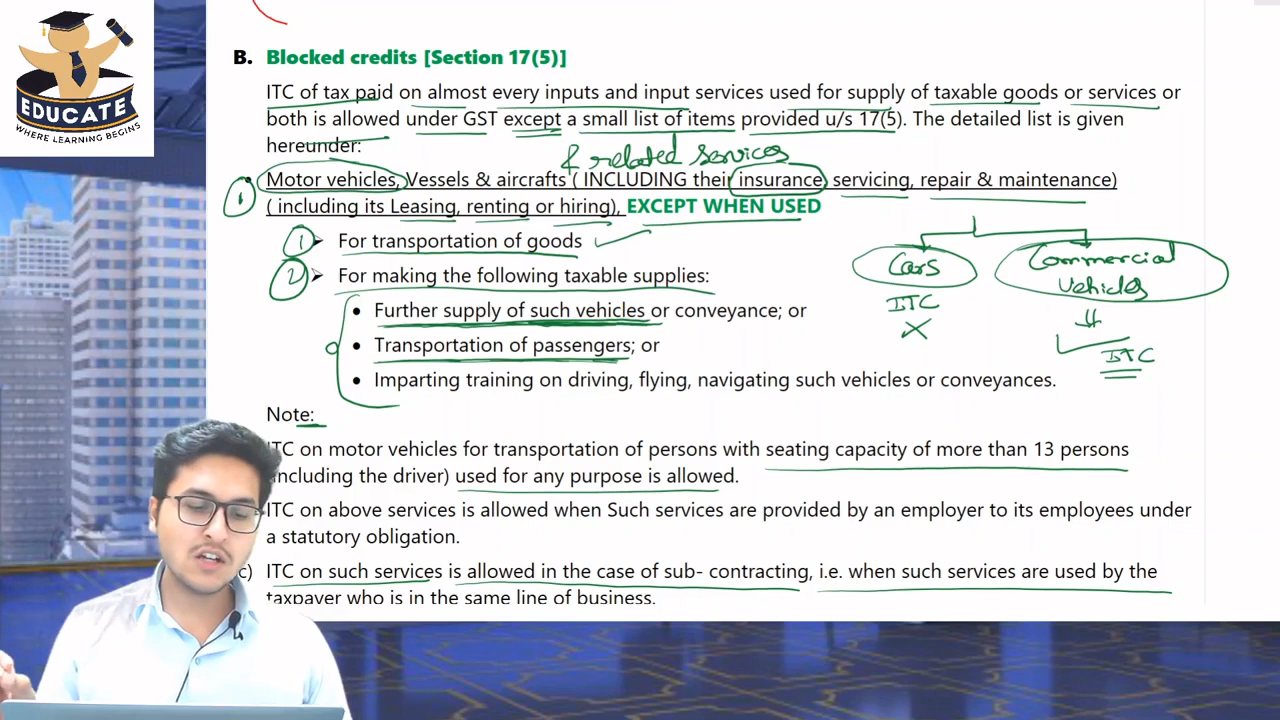 EDUCATE
WHERE LEARNING BEGINS
B. Blocked credits [Section 17(5)]
ITC of tax paid on almost every inputs and input services used for supply of taxable goods or services or
both is allowed under GST except a small list of items provided u/s 17(5). The detailed list is given
hereunder:
& related services
① Motor vehicles, Vessels & aircrafts ( INCLUDING their insurance, servicing, repair & maintenance)
( including its Leasing, renting or hiring), EXCEPT WHEN USED
① ➢ For transportation of goods
② ➢ For making the following taxable supplies:
• Further supply of such vehicles or conveyance; or
• Transportation of passengers; or
• Imparting training on driving, flying, navigating such vehicles or conveyances.
Cars
ITC
Commercial
Vehicles
ITC
Note:
ITC on motor vehicles for transportation of persons with seating capacity of more than 13 persons
including the driver) used for any purpose is allowed.
ITC on above services is allowed when Such services are provided by an employer to its employees under
a statutory obligation.
c) ITC on such services is allowed in the case of sub- contracting, i.e. when such services are used by the
taxpayer who is in the same line of business.